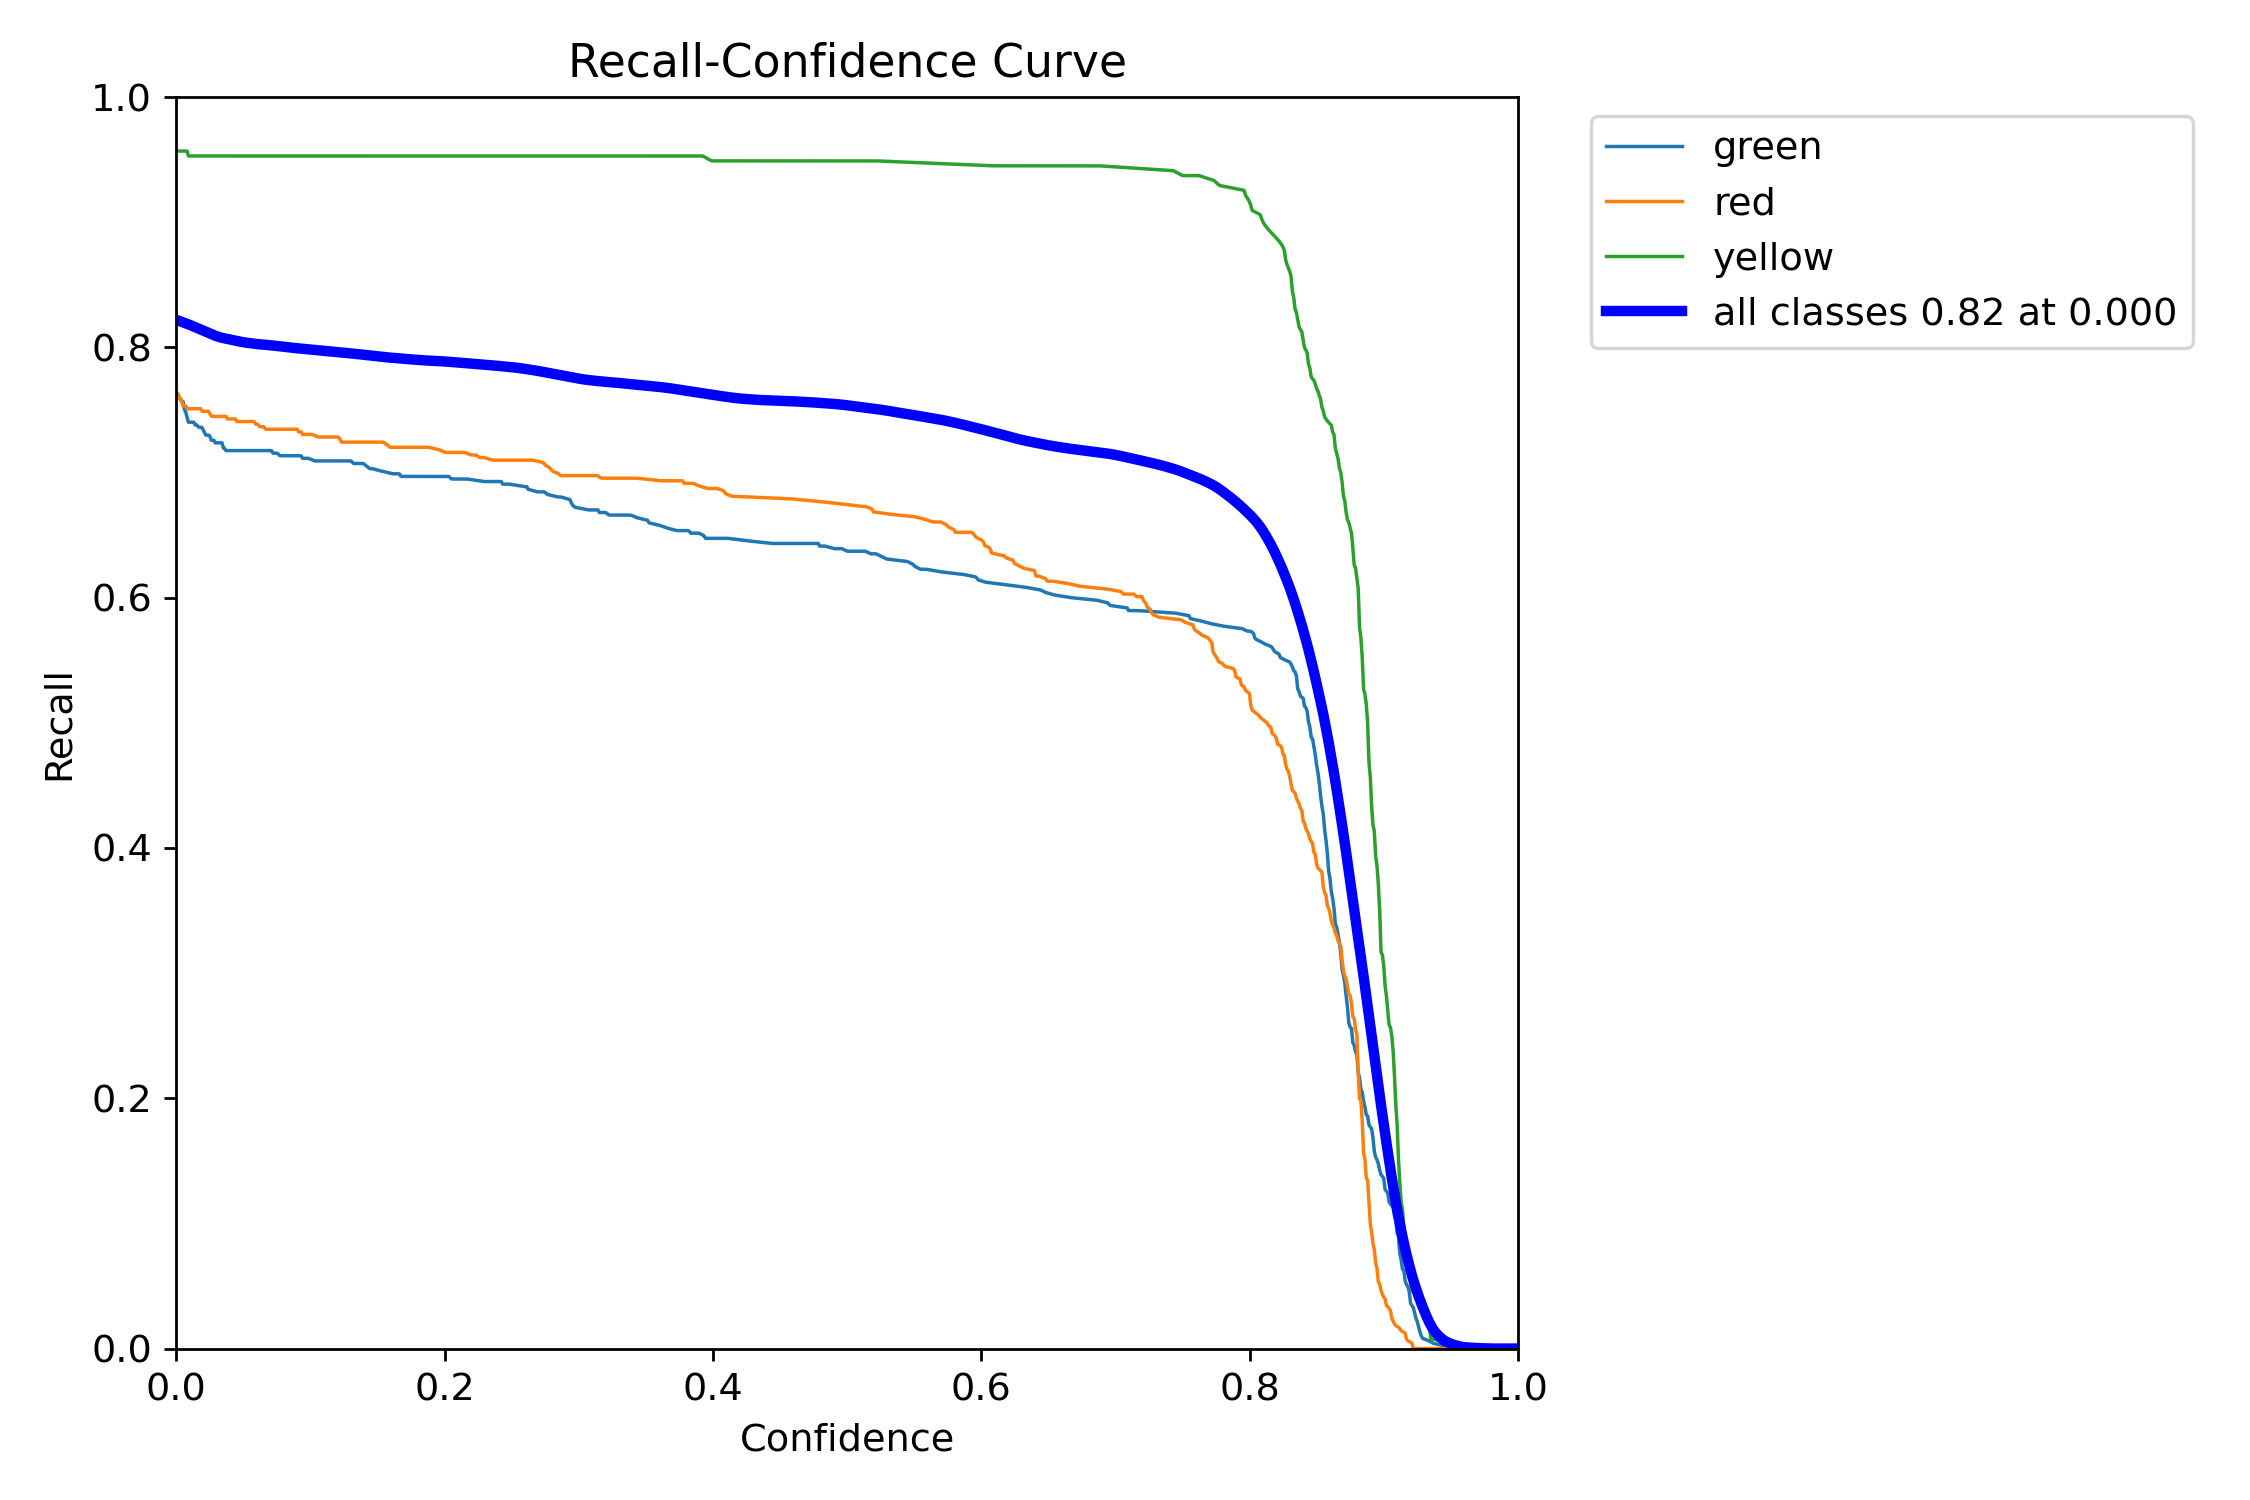 Recall-Confidence Curve
1.0
0.8
0.6
0.4
0.2
0.0
Recall
0.0 0.2 0.4 0.6 0.8 1.0
Confidence
green
red
yellow
all classes 0.82 at 0.000